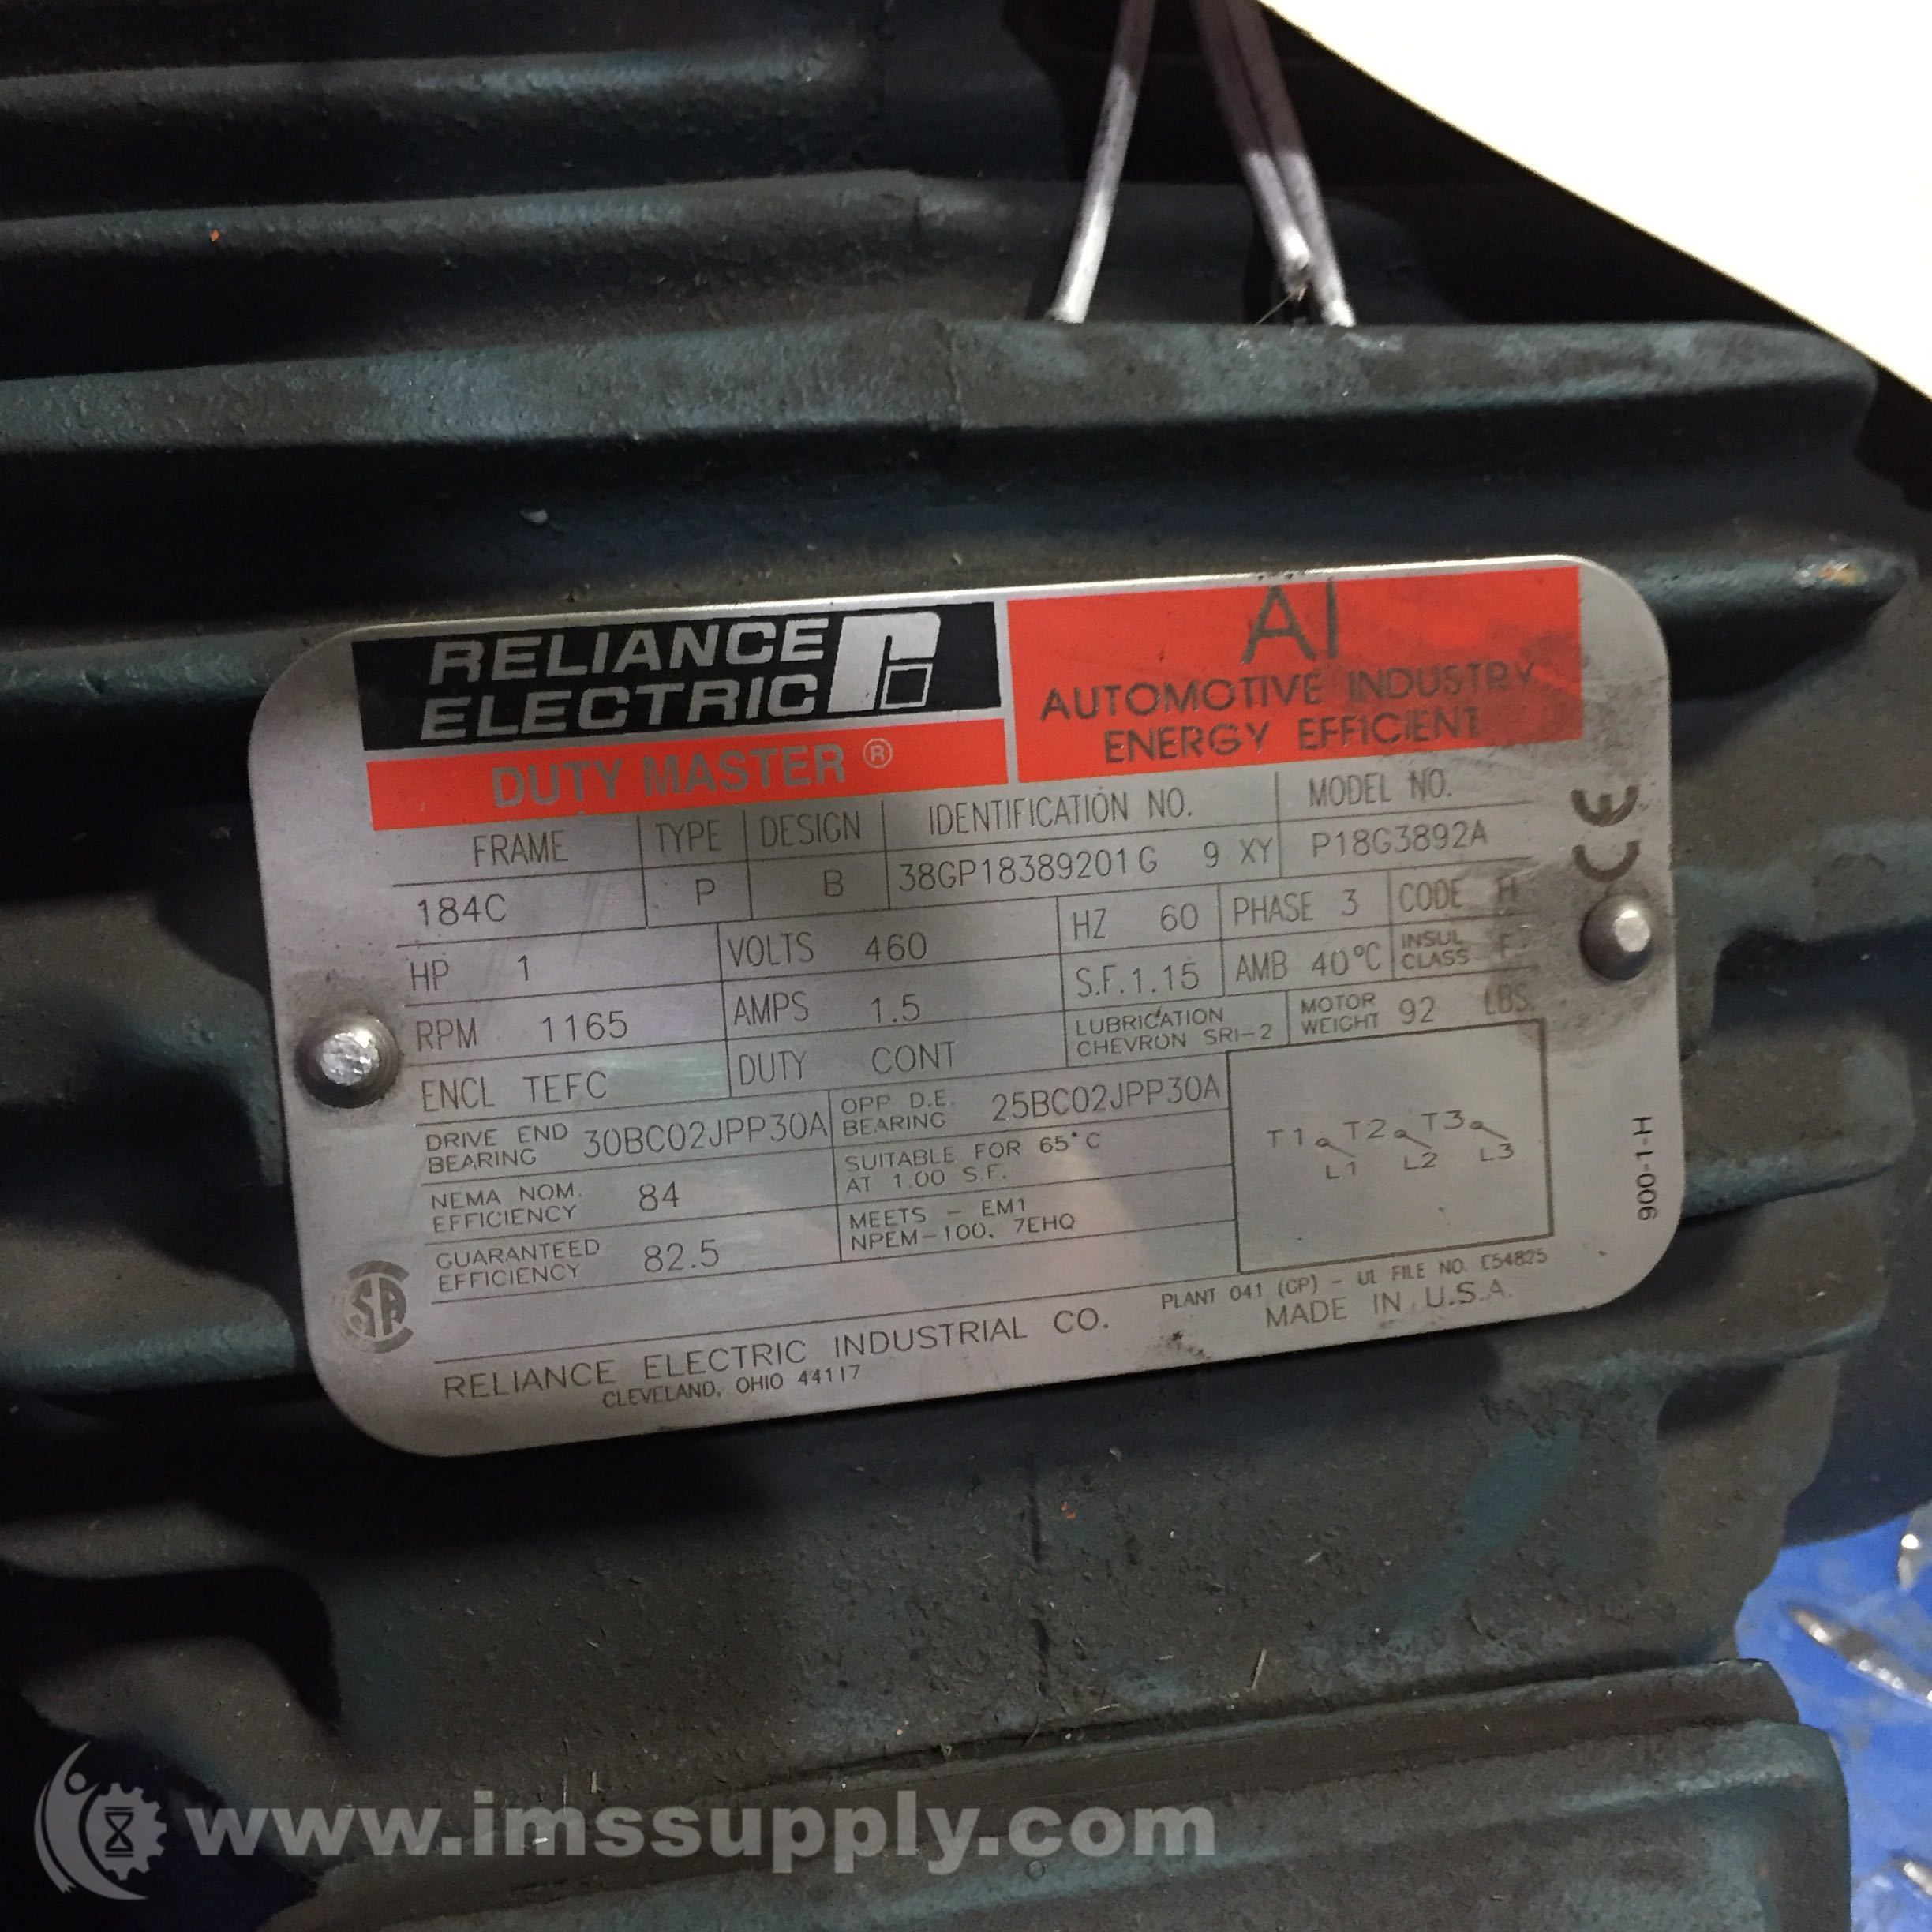 RELIANCE
ELECTRIC
DUTY MASTER ®
AI
AUTOMOTIVE INDUSTRY
ENERGY EFFICIENT
FRAME TYPE DESIGN IDENTIFICATION NO. MODEL NO.
184C P B 38GP18389201G 9 XY P18G3892A
HP 1 VOLTS 460 HZ 60 PHASE 3 CODE H
RPM 1165 AMPS 1.5 S.F. 1.15 AMB 40°C INSUL CLASS F
ENCL TEFC DUTY CONT LUBRICATION CHEVRON SRI-2 MOTOR WEIGHT 92 LBS.
DRIVE END BEARING 30BC02JPP30A OPP D.E. BEARING 25BC02JPP30A
NEMA NOM. EFFICIENCY 84 SUITABLE FOR 65°C AT 1.00 S.F.
GUARANTEED EFFICIENCY 82.5 MEETS - EM1 NPEM-100, 7EHQ
T1 T2 T3
L1 L2 L3
CE
900-1-H
SA
PLANT 041 (CP) - UL FILE NO. E54825
RELIANCE ELECTRIC INDUSTRIAL CO. MADE IN U.S.A.
CLEVELAND, OHIO 44117
www.imssupply.com